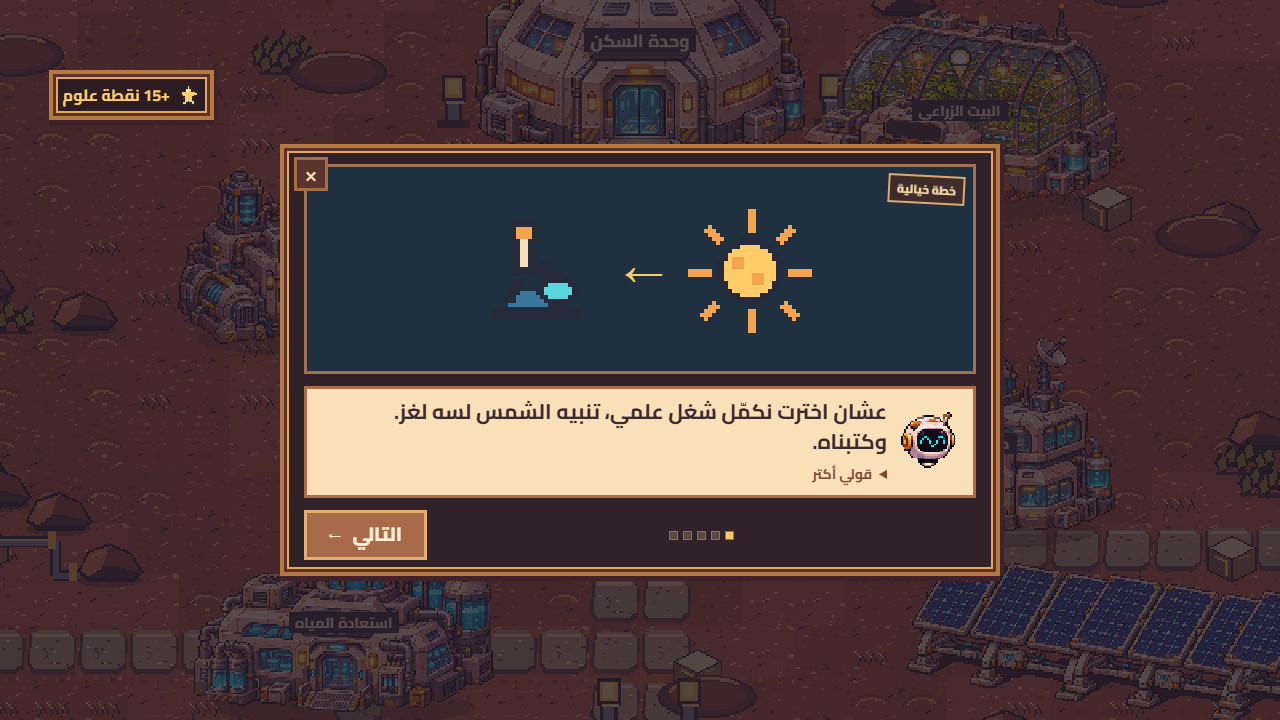 وحدة السكن
+15 نقطة علوم
البيت الزراعي
خطة خيالية
×
←
عشان اخترت نكمّل شغل علمي، تنبيه الشمس لسه لغز.
وكتبناه.
◄ قولي أكتر
التالي ←
استعادة المياه